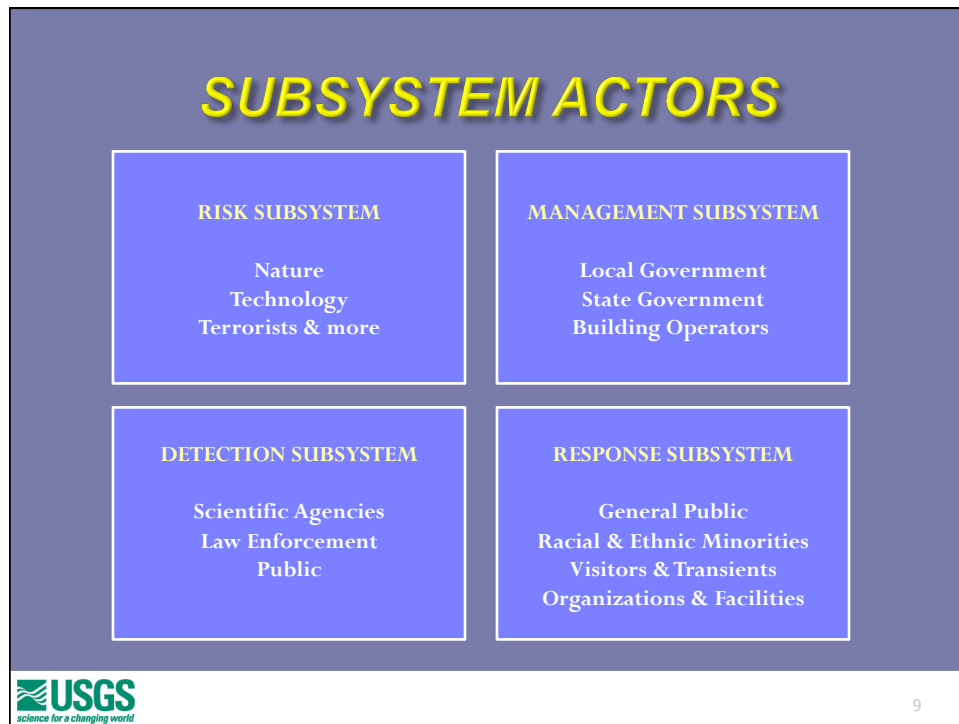 SUBSYSTEM ACTORS
RISK SUBSYSTEM
Nature
Technology
Terrorists & more
MANAGEMENT SUBSYSTEM
Local Government
State Government
Building Operators
DETECTION SUBSYSTEM
Scientific Agencies
Law Enforcement
Public
RESPONSE SUBSYSTEM
General Public
Racial & Ethnic Minorities
Visitors & Transients
Organizations & Facilities
USGS
science for a changing world
9